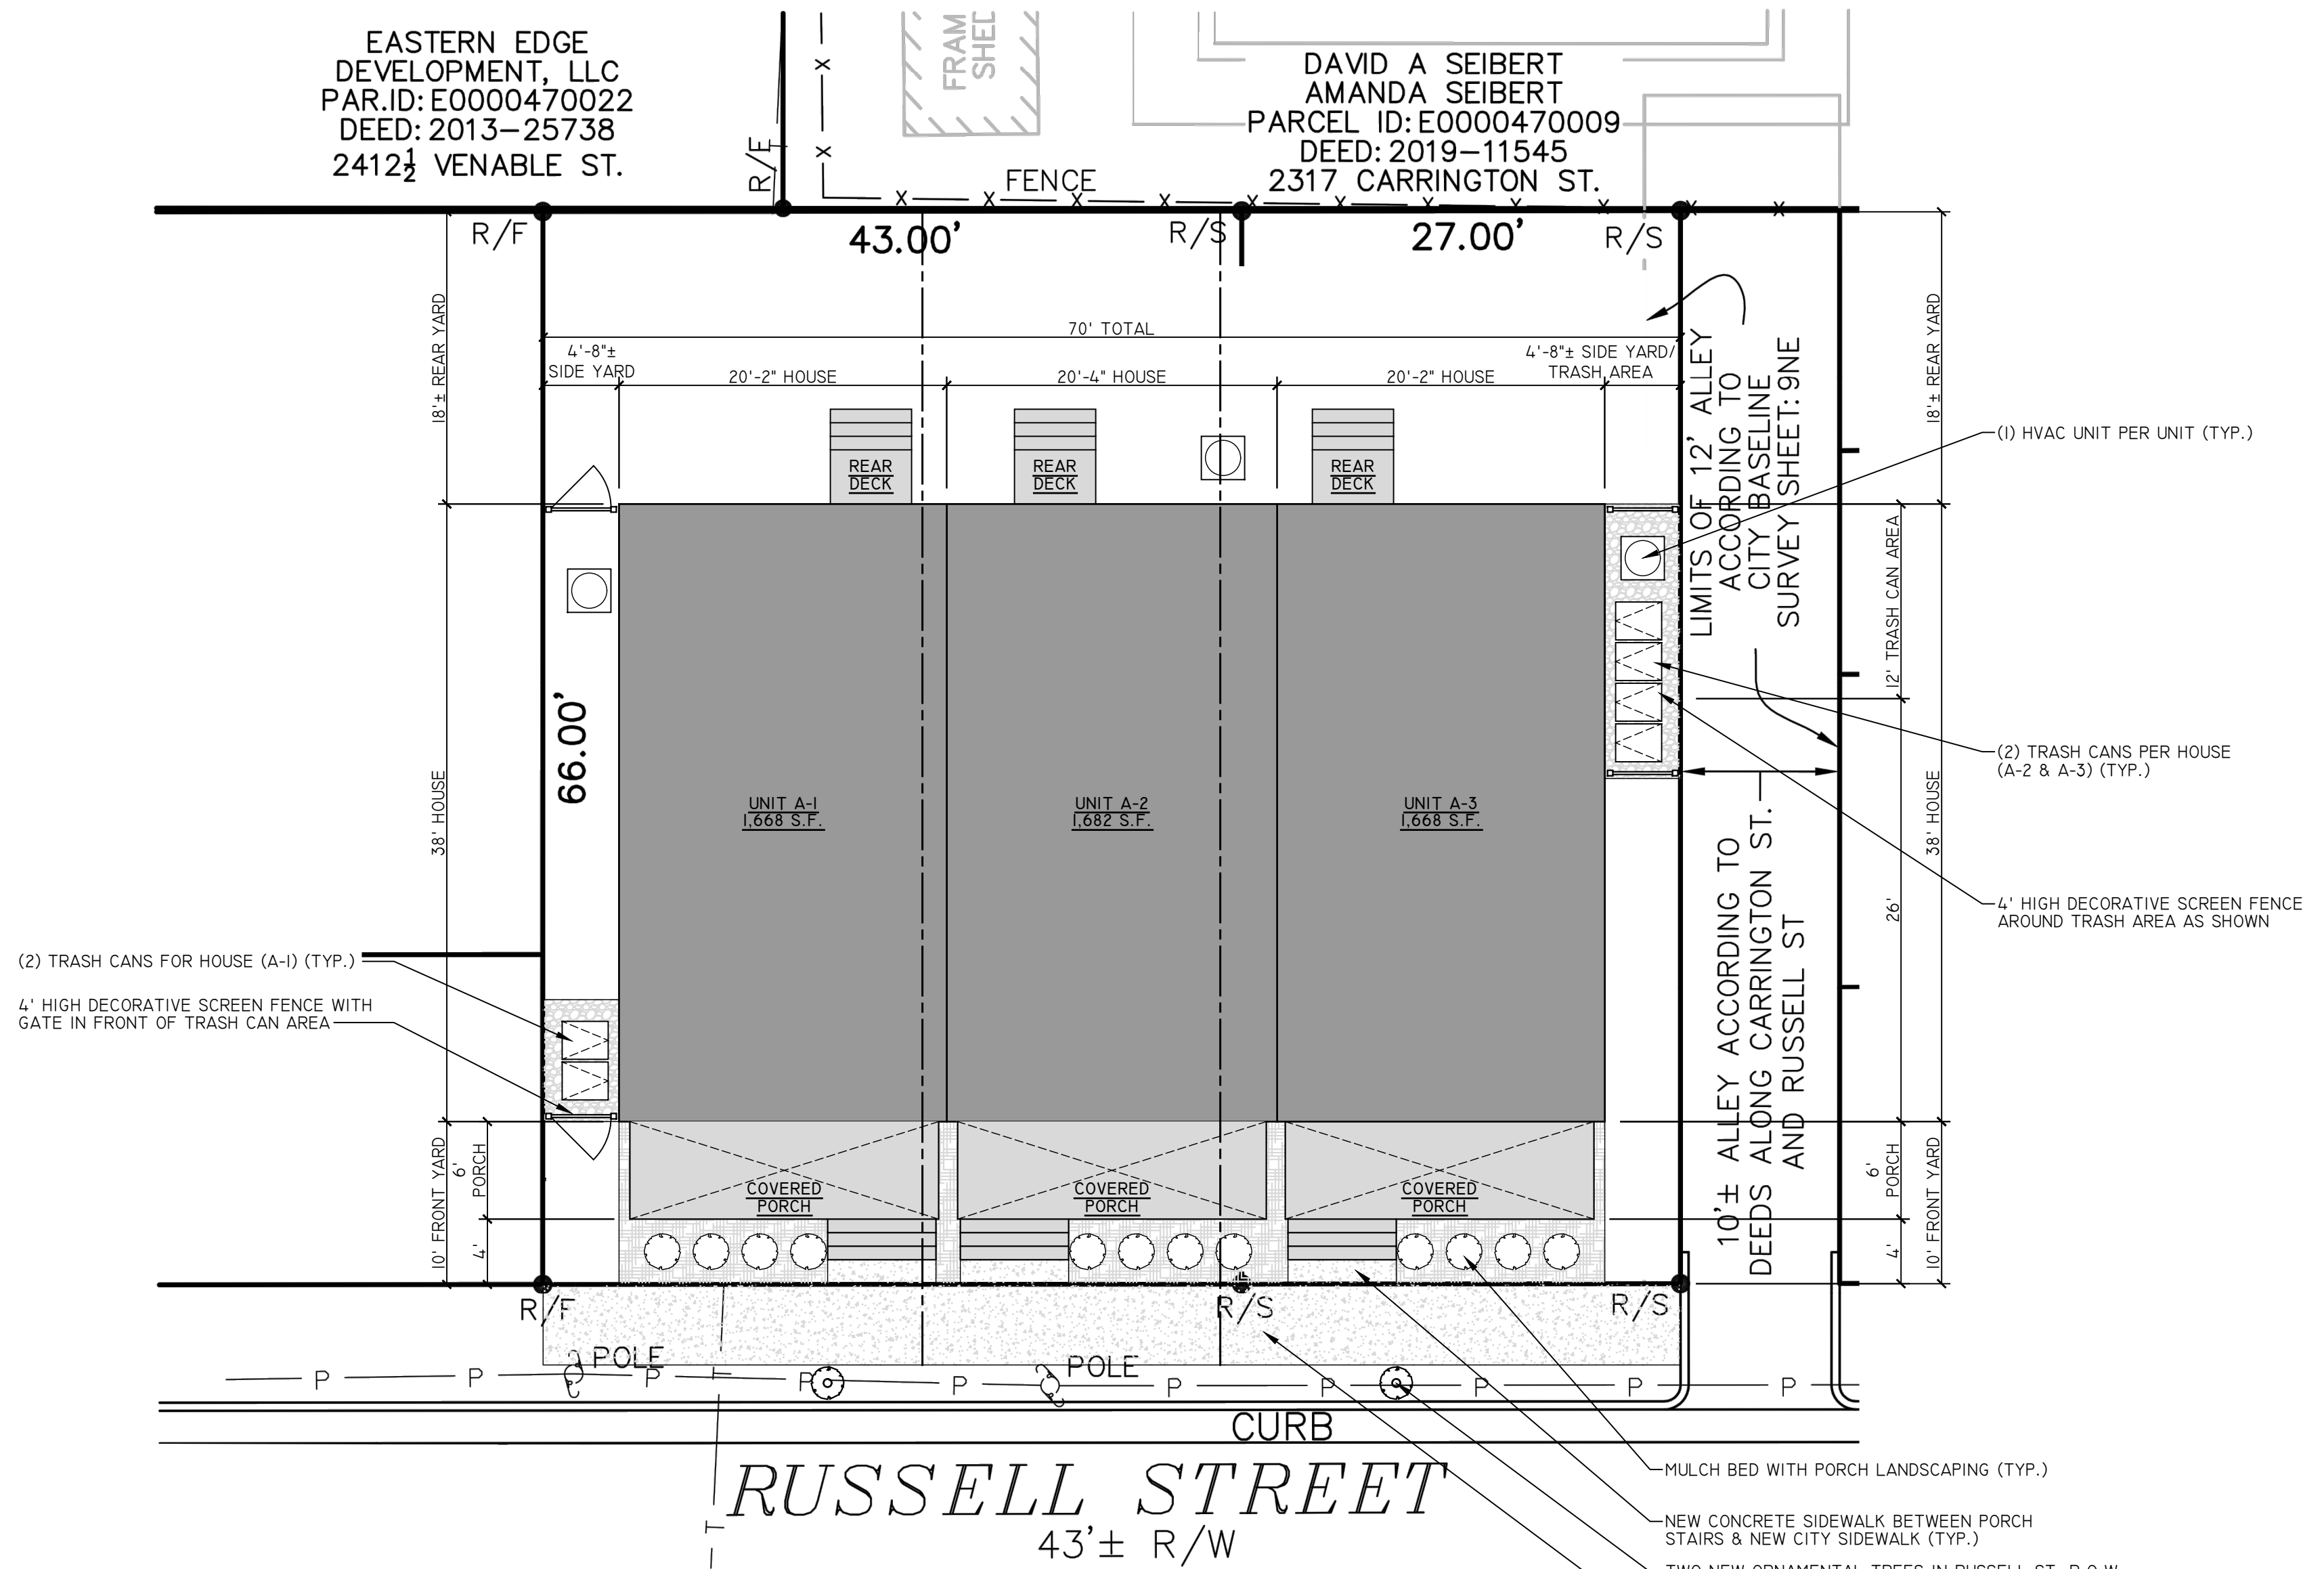 EASTERN EDGE
DEVELOPMENT, LLC
PAR.ID: E0000470022
DEED: 2013-25738
2412½ VENABLE ST.
R/E
FRAM
SHED
DAVID A SEIBERT
AMANDA SEIBERT
PARCEL ID: E0000470009
DEED: 2019-11545
2317 CARRINGTON ST.
X
X
FENCE
X X X X X X X X X X X
R/F
43.00'
R/S
27.00'
R/S
18'± REAR YARD
70' TOTAL
4'-8"±
SIDE YARD
20'-2" HOUSE
20'-4" HOUSE
20'-2" HOUSE
4'-8"± SIDE YARD/
TRASH AREA
REAR
DECK
REAR
DECK
REAR
DECK
LIMITS OF 12' ALLEY
ACCORDING TO
CITY BASELINE
SURVEY SHEET: 9NE
18'± REAR YARD
(1) HVAC UNIT PER UNIT (TYP.)
12' TRASH CAN AREA
66.00'
38' HOUSE
UNIT A-1
1,668 S.F.
UNIT A-2
1,682 S.F.
UNIT A-3
1,668 S.F.
(2) TRASH CANS PER HOUSE
(A-2 & A-3) (TYP.)
38' HOUSE
26'
4' HIGH DECORATIVE SCREEN FENCE
AROUND TRASH AREA AS SHOWN
10'± ALLEY ACCORDING TO
DEEDS ALONG CARRINGTON ST.
AND RUSSELL ST
(2) TRASH CANS FOR HOUSE (A-1) (TYP.)
4' HIGH DECORATIVE SCREEN FENCE WITH
GATE IN FRONT OF TRASH CAN AREA
10' FRONT YARD
6'
PORCH
4'
COVERED
PORCH
COVERED
PORCH
COVERED
PORCH
6'
PORCH
4'
10' FRONT YARD
R/F
R/S
R/S
POLE
POLE
P P P P P P P P P P
CURB
RUSSELL STREET
43'± R/W
T
T
MULCH BED WITH PORCH LANDSCAPING (TYP.)
NEW CONCRETE SIDEWALK BETWEEN PORCH
STAIRS & NEW CITY SIDEWALK (TYP.)
TWO NEW ORNAMENTAL TREES IN RUSSELL ST. R.O.W.